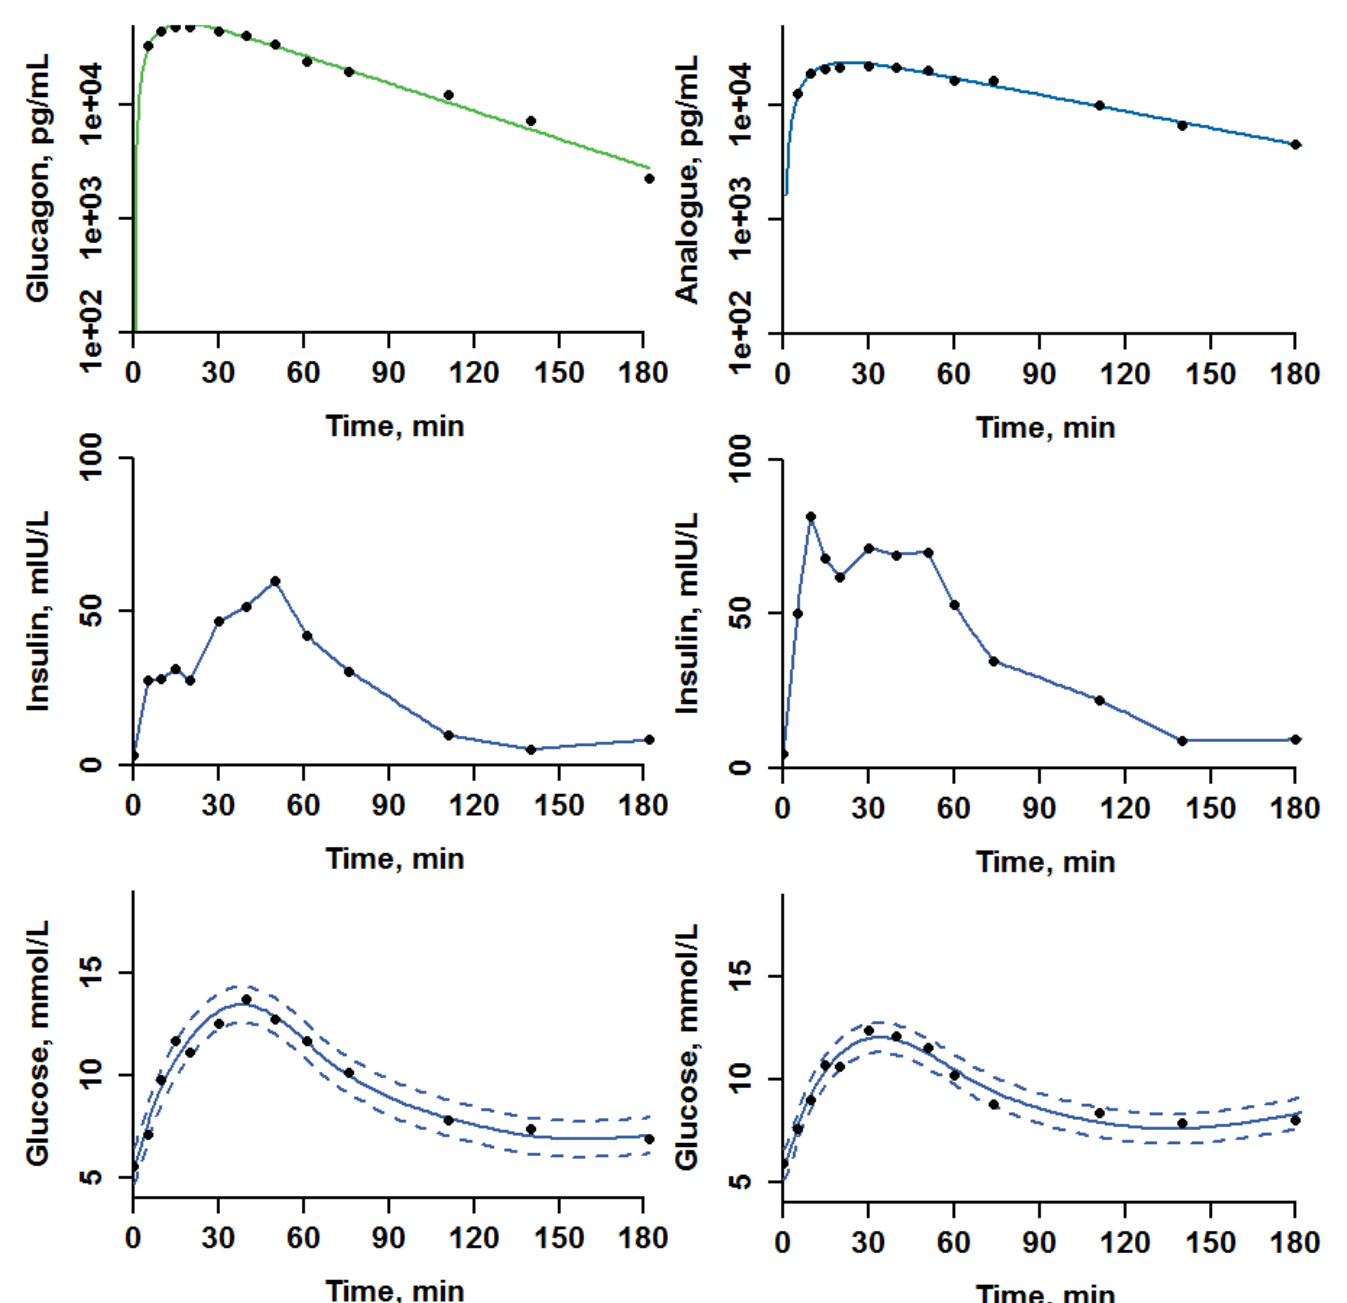 Glucagon, pg/mL
1e+04
1e+03
1e+02
0 30 60 90 120 150 180
Time, min
Analogue, pg/mL
1e+04
1e+03
1e+02
0 30 60 90 120 150 180
Time, min
Insulin, mIU/L
100
50
0
0 30 60 90 120 150 180
Time, min
Insulin, mIU/L
100
50
0
0 30 60 90 120 150 180
Time, min
Glucose, mmol/L
15
10
5
0 30 60 90 120 150 180
Time, min
Glucose, mmol/L
15
10
5
0 30 60 90 120 150 180
Time, min